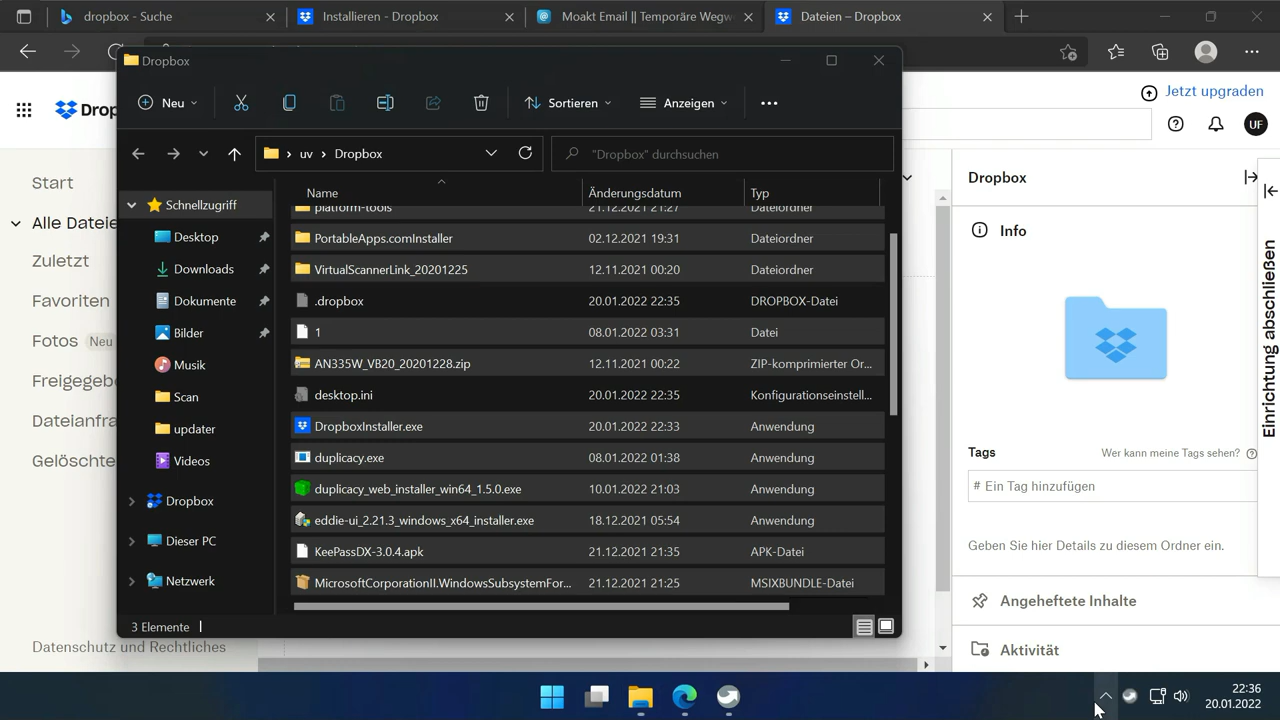 dropbox - Suche
Installieren - Dropbox
Moakt Email || Temporäre Wegw
Dateien – Dropbox
Dropbox
Neu
Sortieren
Anzeigen
uv
Dropbox
"Dropbox" durchsuchen
Schnellzugriff
Desktop
Downloads
Dokumente
Bilder
Musik
Scan
updater
Videos
Dropbox
Dieser PC
Netzwerk
Name Änderungsdatum Typ
platform-tools 21.12.2021 21:27 Dateiordner
PortableApps.comInstaller 02.12.2021 19:31 Dateiordner
VirtualScannerLink_20201225 12.11.2021 00:20 Dateiordner
.dropbox 20.01.2022 22:35 DROPBOX-Datei
1 08.01.2022 03:31 Datei
AN335W_VB20_20201228.zip 12.11.2021 00:22 ZIP-komprimierter Or...
desktop.ini 20.01.2022 22:35 Konfigurationseinstell...
DropboxInstaller.exe 20.01.2022 22:33 Anwendung
duplicacy.exe 08.01.2022 01:38 Anwendung
duplicacy_web_installer_win64_1.5.0.exe 10.01.2022 21:03 Anwendung
eddie-ui_2.21.3_windows_x64_installer.exe 18.12.2021 05:54 Anwendung
KeePassDX-3.0.4.apk 21.12.2021 21:35 APK-Datei
MicrosoftCorporationII.WindowsSubsystemFor... 21.12.2021 21:25 MSIXBUNDLE-Datei
3 Elemente
Drop
Start
Alle Dateie
Zuletzt
Favoriten
Fotos Neu
Freigegebe
Dateianfra
Gelöschte
Datenschutz und Rechtliches
Jetzt upgraden
UF
Dropbox
Info
Tags Wer kann meine Tags sehen?
# Ein Tag hinzufügen
Geben Sie hier Details zu diesem Ordner ein.
Angeheftete Inhalte
Aktivität
Einrichtung abschließen
22:36
20.01.2022